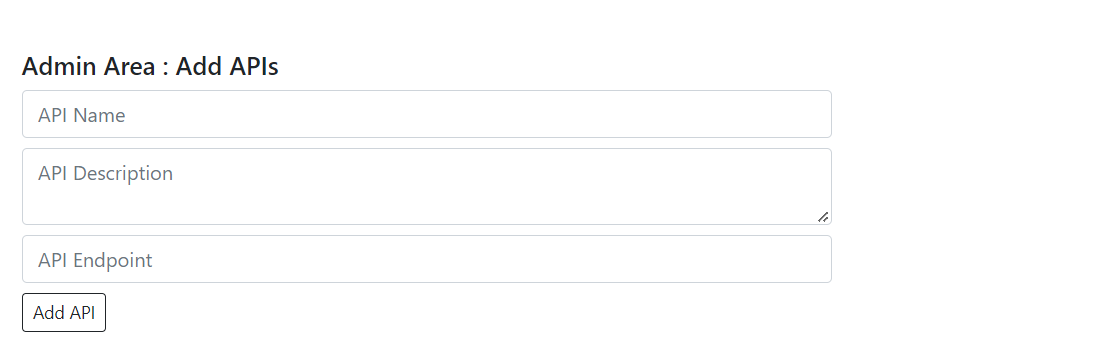 Admin Area : Add APIs
API Name
API Description
API Endpoint
Add API